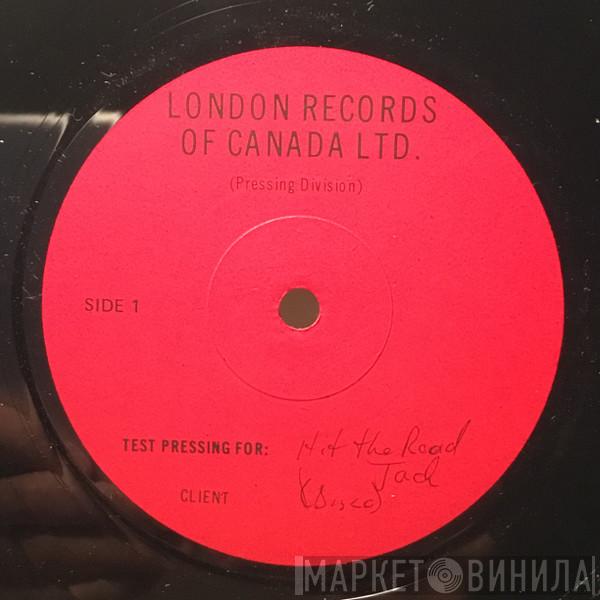 LONDON RECORDS
OF CANADA LTD.
(Pressing Division)
SIDE 1
TEST PRESSING FOR: Hit the Road
Jack
CLIENT (Disco)
МАРКЕТ ВИНИЛА